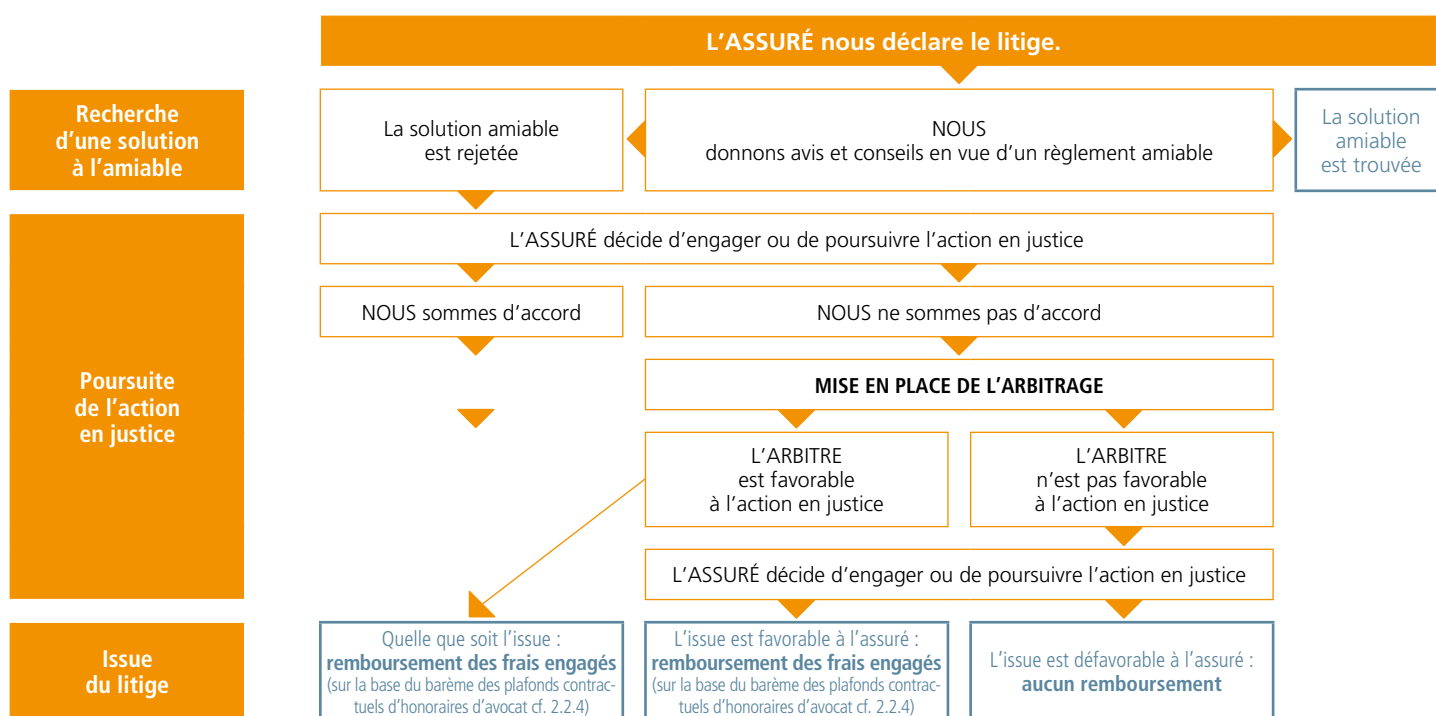 L'ASSURÉ nous déclare le litige.
Recherche
d'une solution
à l'amiable
La solution amiable
est rejetée
NOUS
donnons avis et conseils en vue d'un règlement amiable
La solution
amiable
est trouvée
Poursuite
de l'action
en justice
L'ASSURÉ décide d'engager ou de poursuivre l'action en justice
NOUS sommes d'accord
NOUS ne sommes pas d'accord
MISE EN PLACE DE L'ARBITRAGE
L'ARBITRE
est favorable
à l'action en justice
L'ARBITRE
n'est pas favorable
à l'action en justice
L'ASSURÉ décide d'engager ou de poursuivre l'action en justice
Issue
du litige
Quelle que soit l'issue :
remboursement des frais engagés
(sur la base du barème des plafonds contrac-
tuels d'honoraires d'avocat cf. 2.2.4)
L'issue est favorable à l'assuré :
remboursement des frais engagés
(sur la base du barème des plafonds contrac-
tuels d'honoraires d'avocat cf. 2.2.4)
L'issue est défavorable à l'assuré :
aucun remboursement